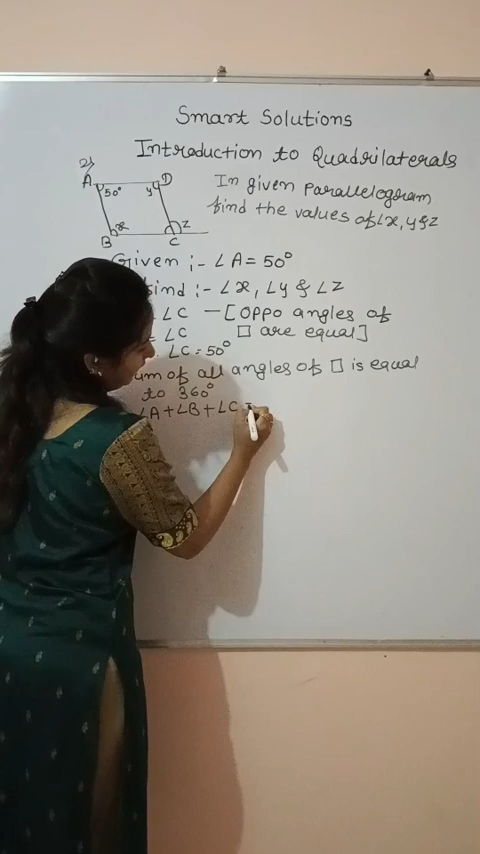 Smart Solutions
Introduction to Quadrilaterals
2)
A 50° y D
x z
B C
In given parallelogram
find the values of ∠x, y & z
Given :- ∠A = 50°
find :- ∠x, ∠y & ∠z
∠C - [oppo angles of
∠C □ are equal]
∠C = 50°
of all angles of □ is equal
to 360°
∠A + ∠B + ∠C